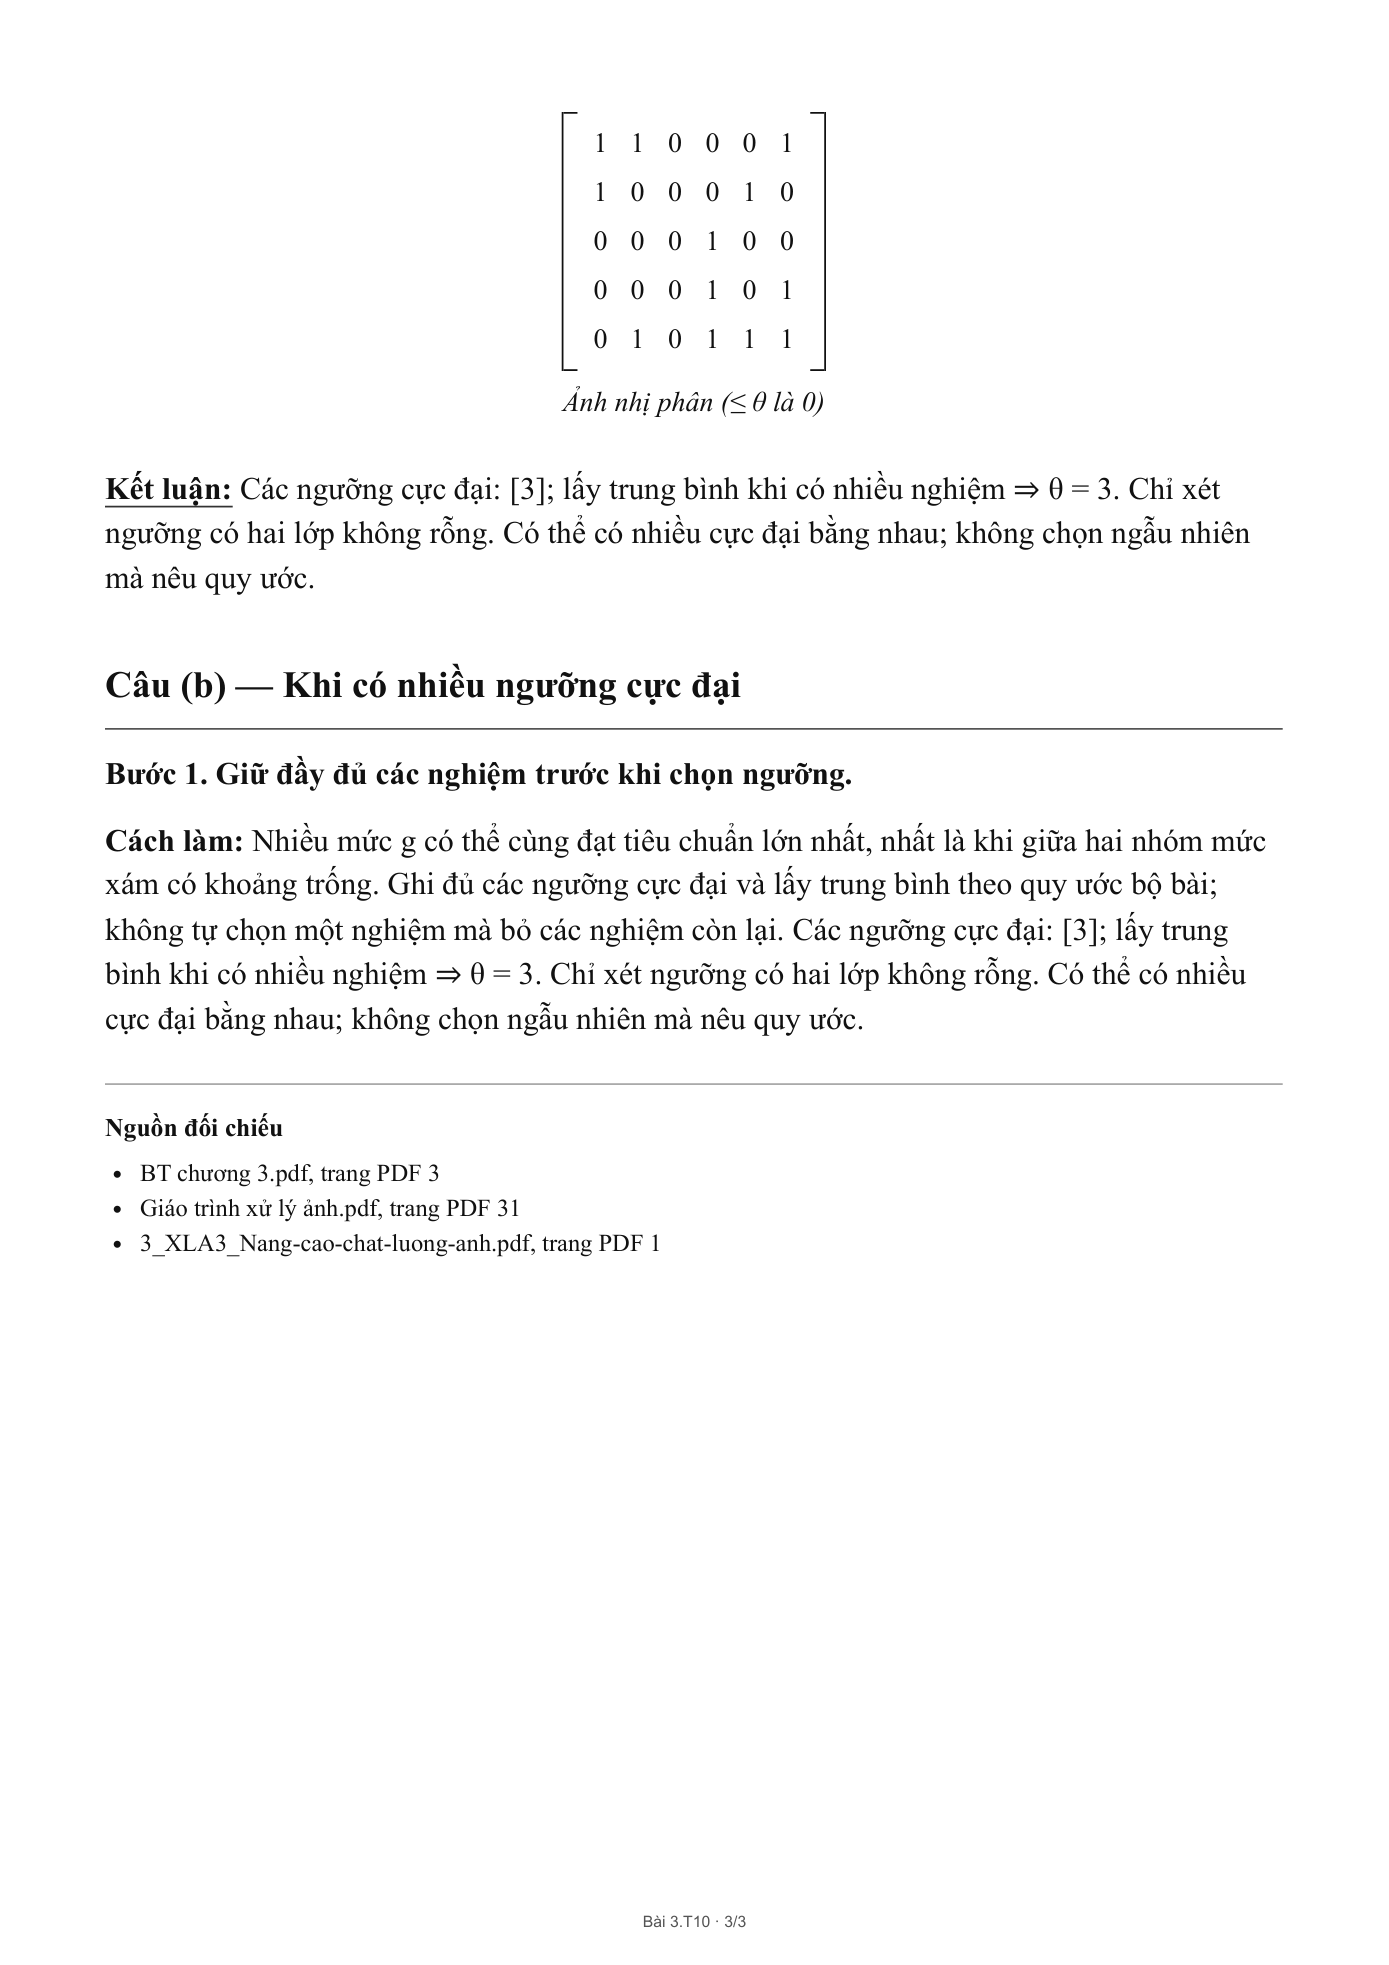 1 1 0 0 0 1
1 0 0 0 1 0
0 0 0 1 0 0
0 0 0 1 0 1
0 1 0 1 1 1
Ảnh nhị phân (≤ θ là 0)
Kết luận: Các ngưỡng cực đại: [3]; lấy trung bình khi có nhiều nghiệm ⇒ θ = 3. Chỉ xét
ngưỡng có hai lớp không rỗng. Có thể có nhiều cực đại bằng nhau; không chọn ngẫu nhiên
mà nêu quy ước.
Câu (b) — Khi có nhiều ngưỡng cực đại
Bước 1. Giữ đầy đủ các nghiệm trước khi chọn ngưỡng.
Cách làm: Nhiều mức g có thể cùng đạt tiêu chuẩn lớn nhất, nhất là khi giữa hai nhóm mức
xám có khoảng trống. Ghi đủ các ngưỡng cực đại và lấy trung bình theo quy ước bộ bài;
không tự chọn một nghiệm mà bỏ các nghiệm còn lại. Các ngưỡng cực đại: [3]; lấy trung
bình khi có nhiều nghiệm ⇒ θ = 3. Chỉ xét ngưỡng có hai lớp không rỗng. Có thể có nhiều
cực đại bằng nhau; không chọn ngẫu nhiên mà nêu quy ước.
Nguồn đối chiếu
• BT chương 3.pdf, trang PDF 3
• Giáo trình xử lý ảnh.pdf, trang PDF 31
• 3_XLA3_Nang-cao-chat-luong-anh.pdf, trang PDF 1
Bài 3.T10 · 3/3